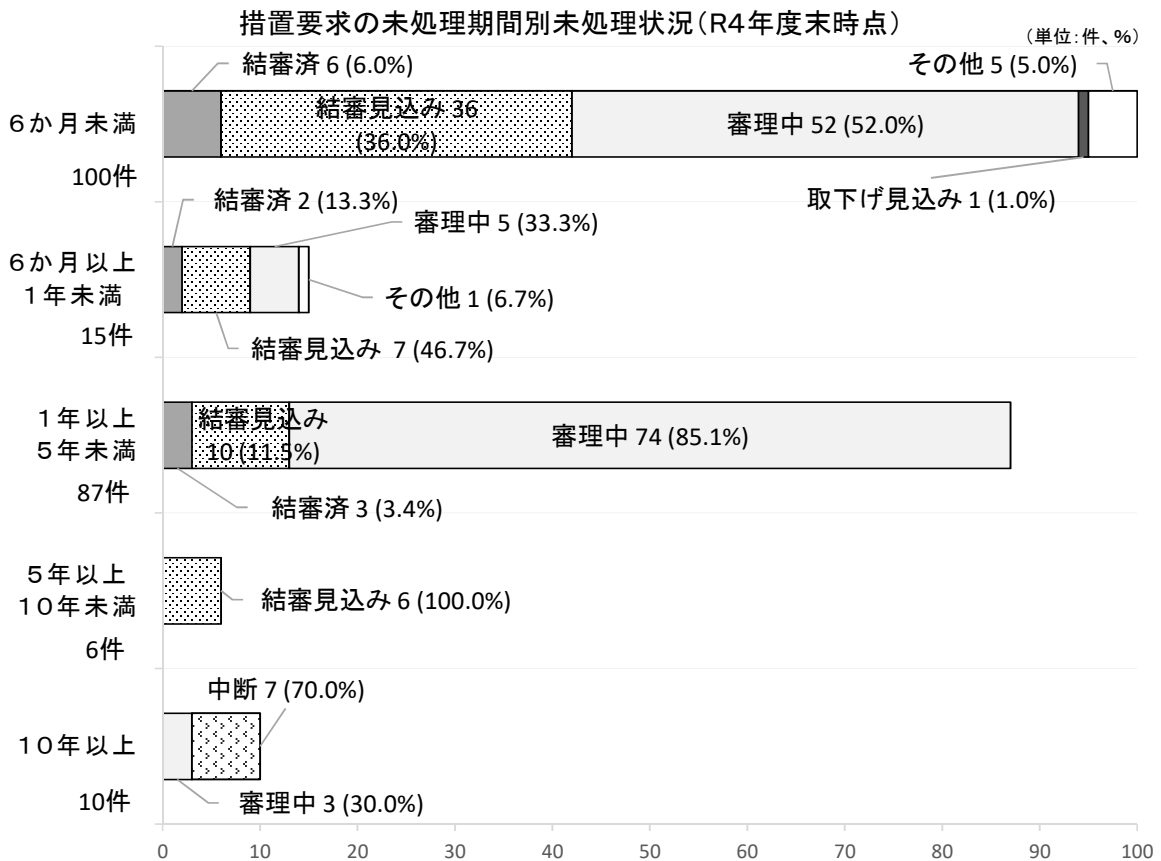 措置要求の未処理期間別未処理状況（R4年度末時点）
（単位：件、%）
結審済 6 (6.0%)
その他 5 (5.0%)
６か月未満
100件
結審見込み 36
(36.0%)
審理中 52 (52.0%)
取下げ見込み 1 (1.0%)
結審済 2 (13.3%)
審理中 5 (33.3%)
６か月以上
１年未満
15件
その他 1 (6.7%)
結審見込み 7 (46.7%)
１年以上
５年未満
87件
結審見込み
10 (11.5%)
審理中 74 (85.1%)
結審済 3 (3.4%)
５年以上
１０年未満
6件
結審見込み 6 (100.0%)
中断 7 (70.0%)
１０年以上
10件
審理中 3 (30.0%)
0 10 20 30 40 50 60 70 80 90 100